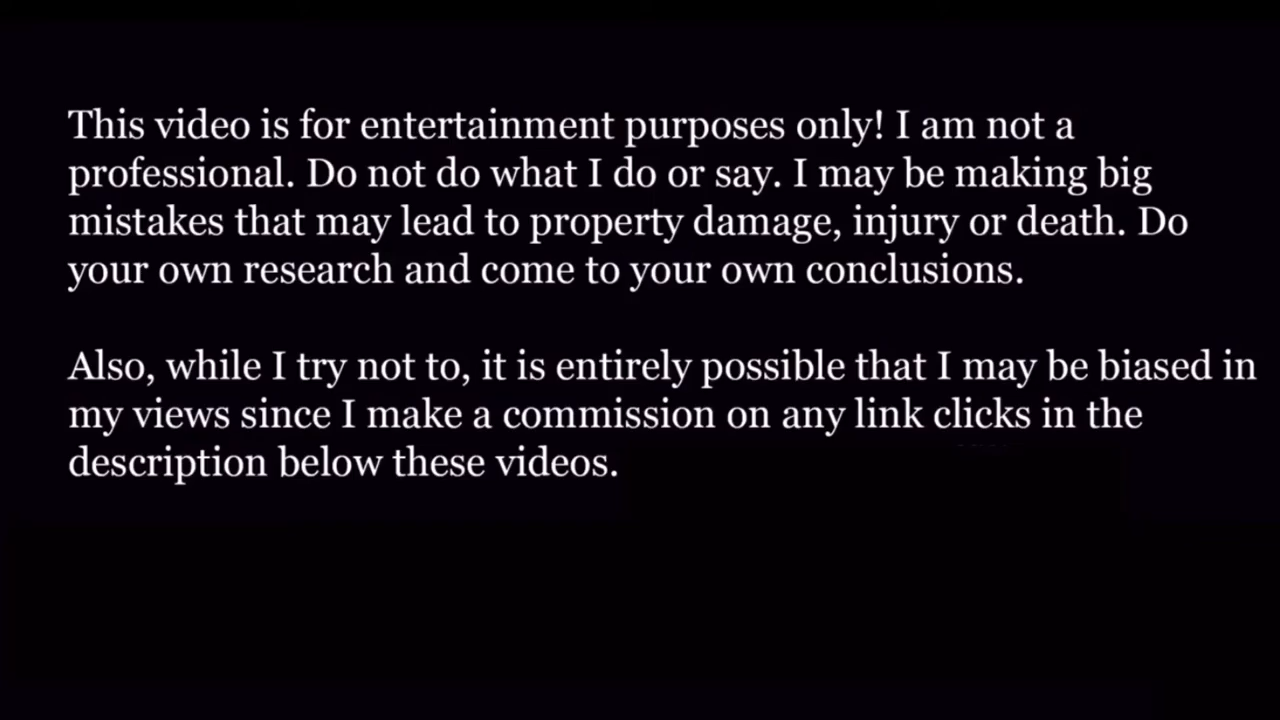 This video is for entertainment purposes only! I am not a
professional. Do not do what I do or say. I may be making big
mistakes that may lead to property damage, injury or death. Do
your own research and come to your own conclusions.
Also, while I try not to, it is entirely possible that I may be biased in
my views since I make a commission on any link clicks in the
description below these videos.